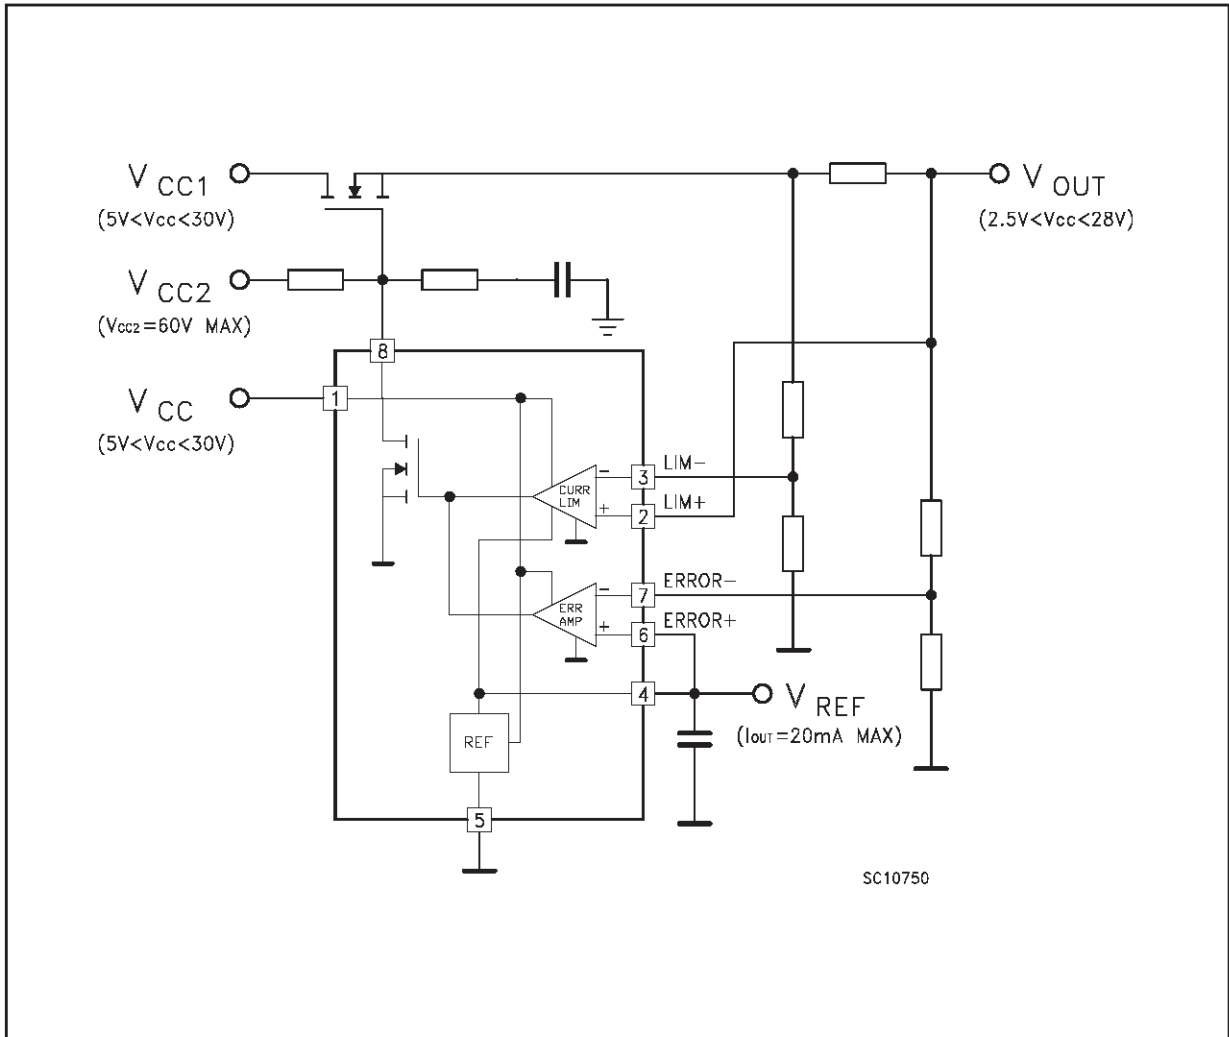 V CC1
(5V<Vcc<30V)
V OUT
(2.5V<Vcc<28V)
V CC2
(Vcc2=60V MAX)
8
V CC
(5V<Vcc<30V)
1
CURR
LIM
-
+
3
LIM-
2
LIM+
ERR
AMP
-
+
7
ERROR-
6
ERROR+
4
V REF
(IOUT=20mA MAX)
REF
5
SC10750